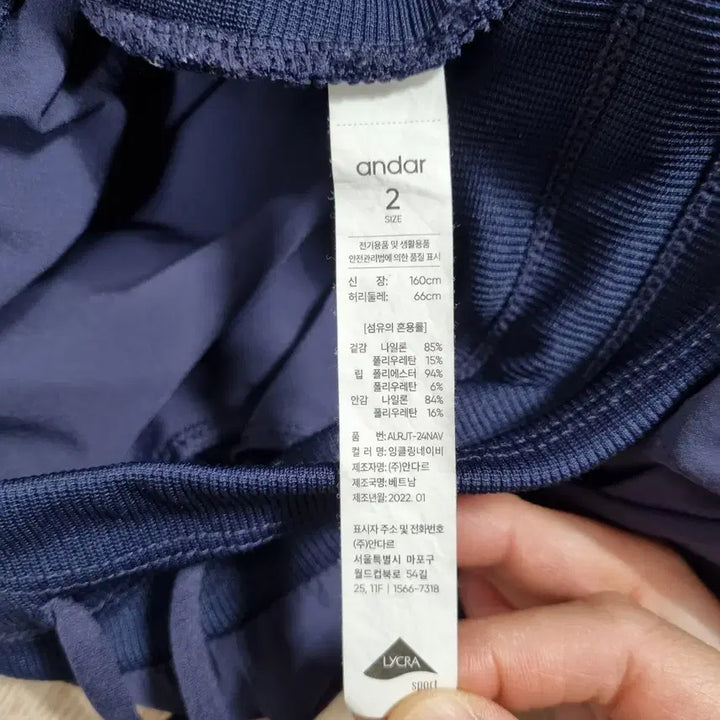 andar
2
SIZE
전기용품 및 생활용품
안전관리법에 의한 품질 표시
신 장: 160cm
허리둘레: 66cm
[섬유의 혼용률]
겉감 나일론 85%
폴리우레탄 15%
립 폴리에스터 94%
폴리우레탄 6%
안감 나일론 84%
폴리우레탄 16%
품 번: ALRJT-24NAV
컬 러 명: 잉클링네이비
제조자명: (주)안다르
제조국명: 베트남
제조년월: 2022. 01
표시자 주소 및 전화번호
(주)안다르
서울특별시 마포구
월드컵북로 54길
25, 11F | 1566-7318
LYCRA
sport